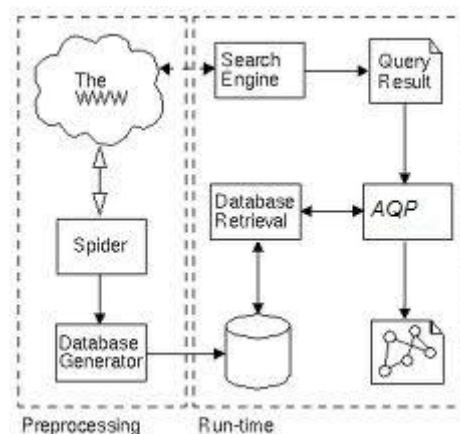 The
WWW
Search
Engine
Query
Result
Spider
Database
Retrieval
AQP
Database
Generator
Preprocessing
Run-time